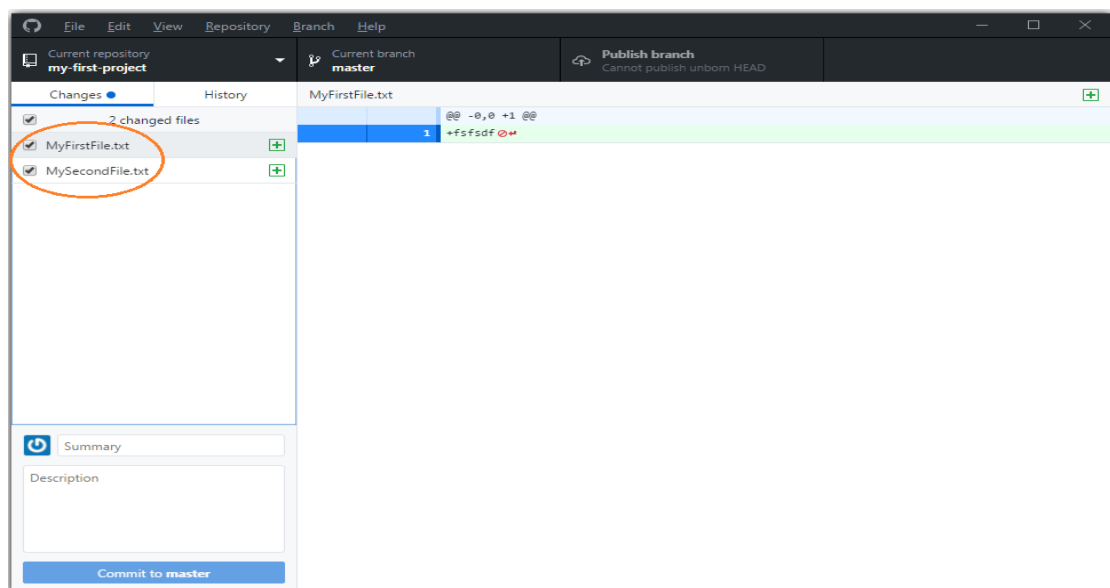 File Edit View Repository Branch Help
Current repository
my-first-project
Current branch
master
Publish branch
Cannot publish unborn HEAD
Changes
History
2 changed files
MyFirstFile.txt
MySecondFile.txt
Summary
Description
Commit to master
MyFirstFile.txt
@@ -0,0 +1 @@
1 +fsfsdf